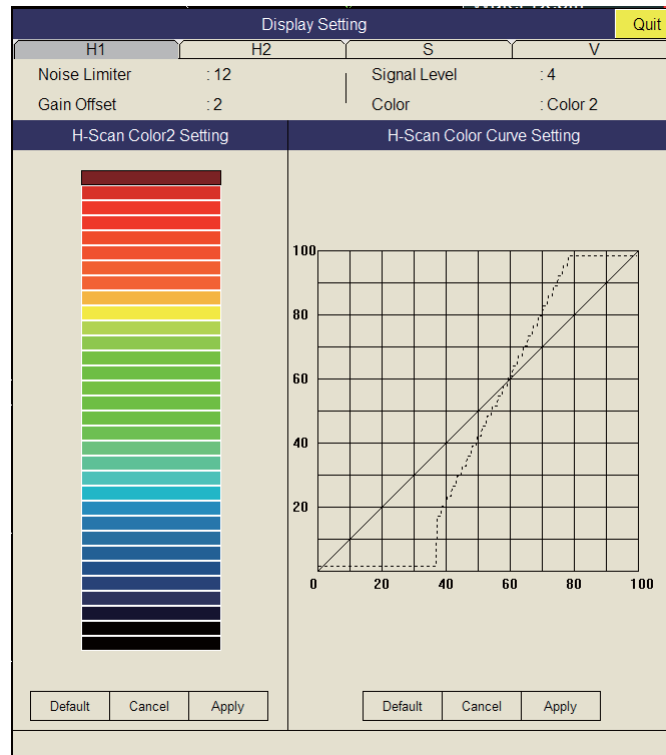 Display Setting Quit
H1 H2 S V
Noise Limiter : 12 Signal Level : 4
Gain Offset : 2 Color : Color 2
H-Scan Color2 Setting H-Scan Color Curve Setting
100
80
60
40
20
0 20 40 60 80 100
Default Cancel Apply Default Cancel Apply